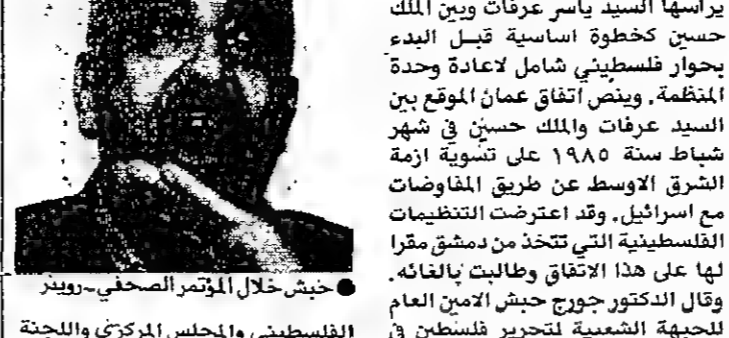 يرأسها السيد ياسر عرفات وبين الملك
حسين كخطوة اساسية قبل البدء
بحوار فلسطيني شامل لاعادة وحدة
المنظمة. وينص اتفاق عمان الموقع بين
السيد عرفات والملك حسين في شهر
شباط سنة ١٩٨٥ على تسوية ازمة
الشرق الاوسط عن طريق المفاوضات
مع اسرائيل. وقد اعترضت التنظيمات
الفلسطينية التي تتخذ من دمشق مقرا
لها على هذا الاتفاق وطالبت بالغائه.
وقال الدكتور جورج حبش الامين العام
للجبهة الشعبية لتحرير فلسطين في
● حبش خلال المؤتمر الصحفي-رويتر
الفلسطيني والمجلس المركزي واللجنة